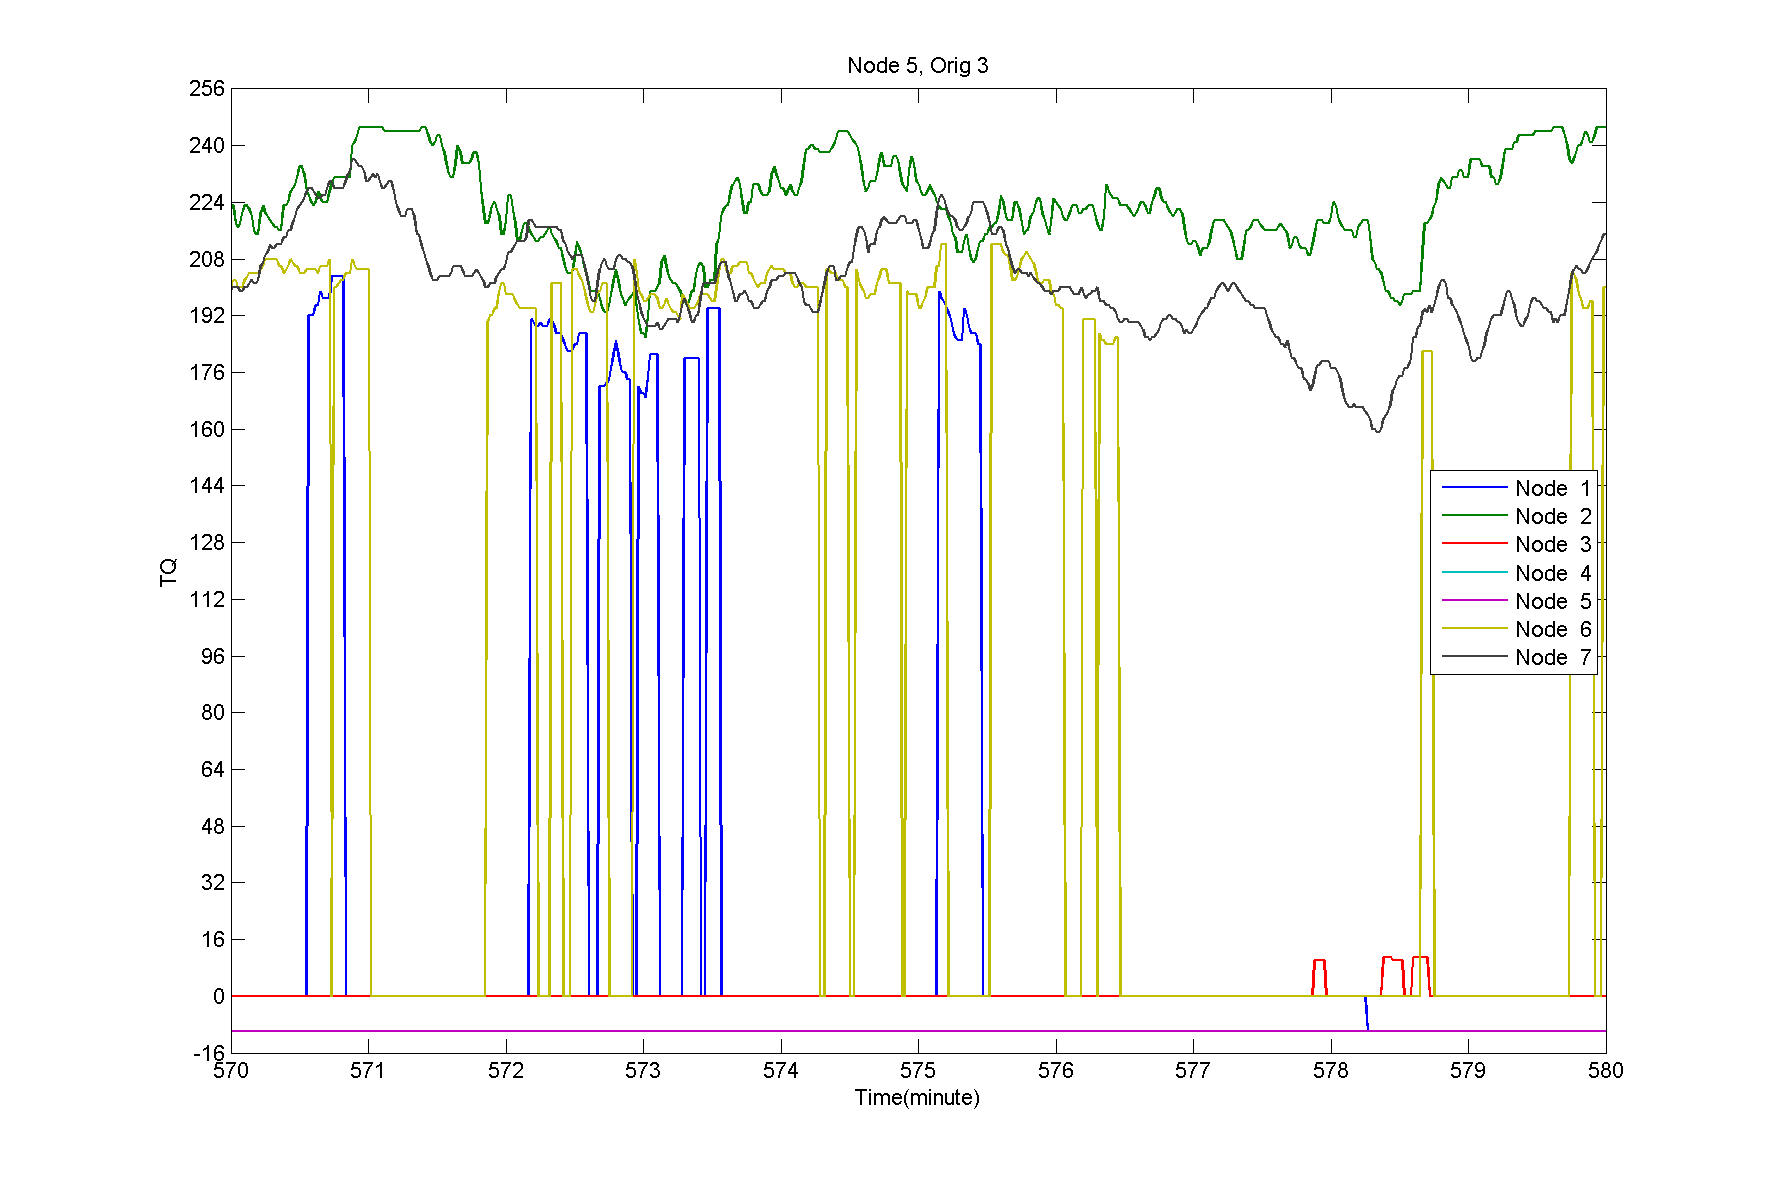 Node 5, Orig 3
256
240
224
208
192
176
160
144
128
112
96
80
64
48
32
16
0
-16
TQ
Node 1
Node 2
Node 3
Node 4
Node 5
Node 6
Node 7
570 571 572 573 574 575 576 577 578 579 580
Time(minute)